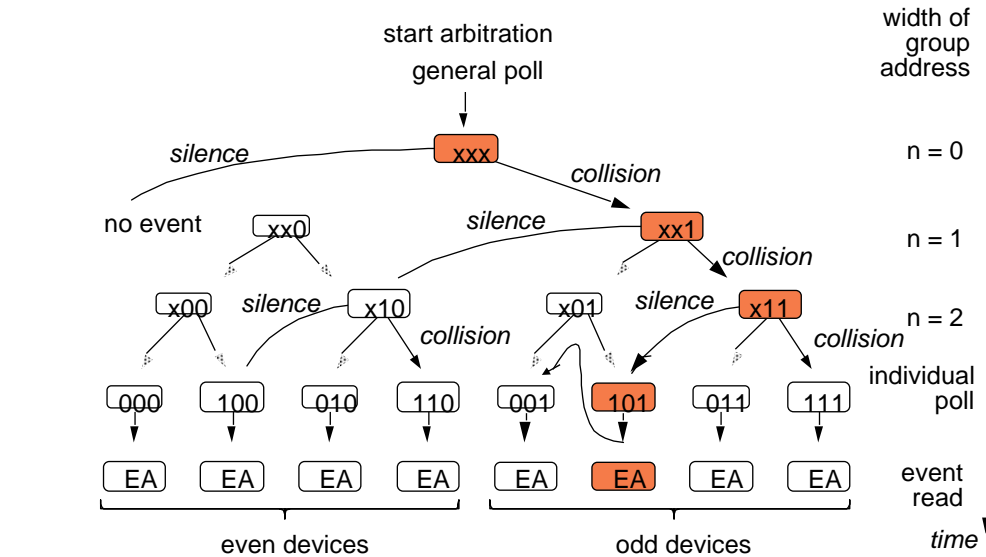 start arbitration
general poll
width of
group
address
silence
xxx
collision
n = 0
no event
xx0
silence
xx1
collision
n = 1
x00
silence
x10
collision
x01
silence
x11
collision
n = 2
individual
poll
000
100
010
110
001
101
011
111
EA
EA
EA
EA
EA
EA
EA
EA
event
read
even devices
odd devices
time